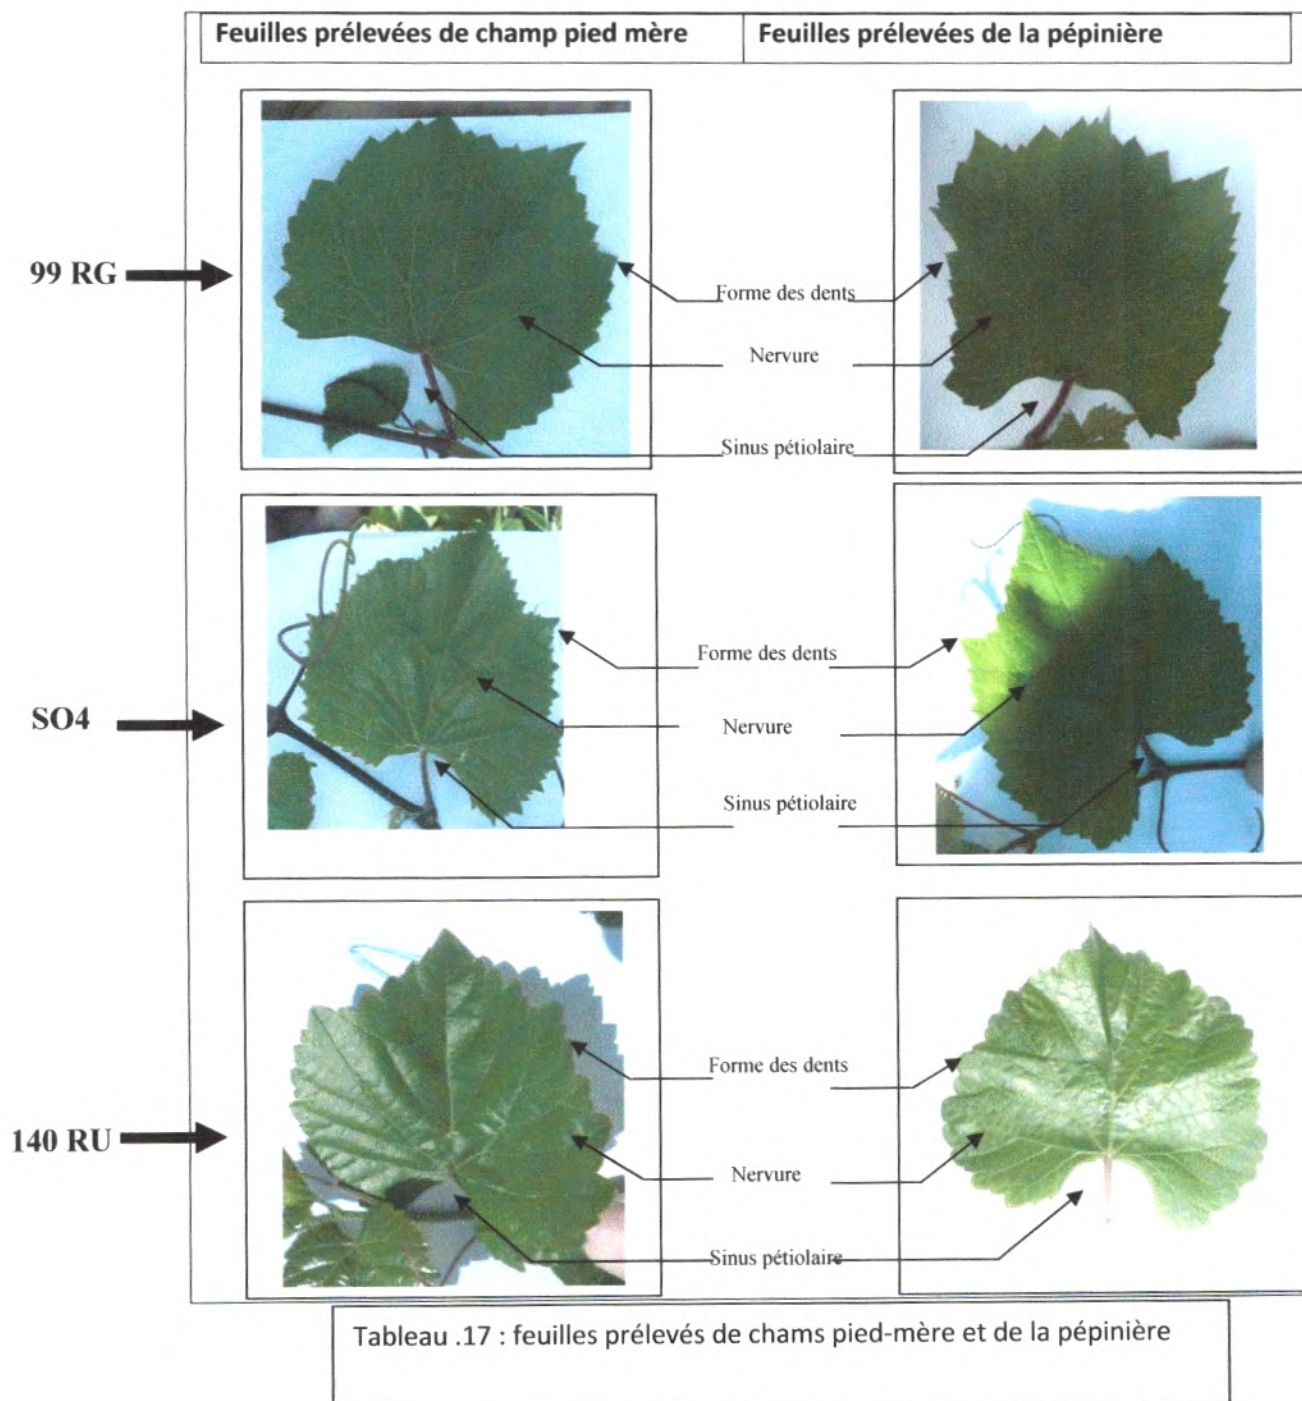 Feuilles prélevées de champ pied mère
Feuilles prélevées de la pépinière
99 RG
Forme des dents
Nervure
Sinus pétiolaire
SO4
Forme des dents
Nervure
Sinus pétiolaire
140 RU
Forme des dents
Nervure
Sinus pétiolaire
Tableau .17 : feuilles prélevés de chams pied-mère et de la pépinière